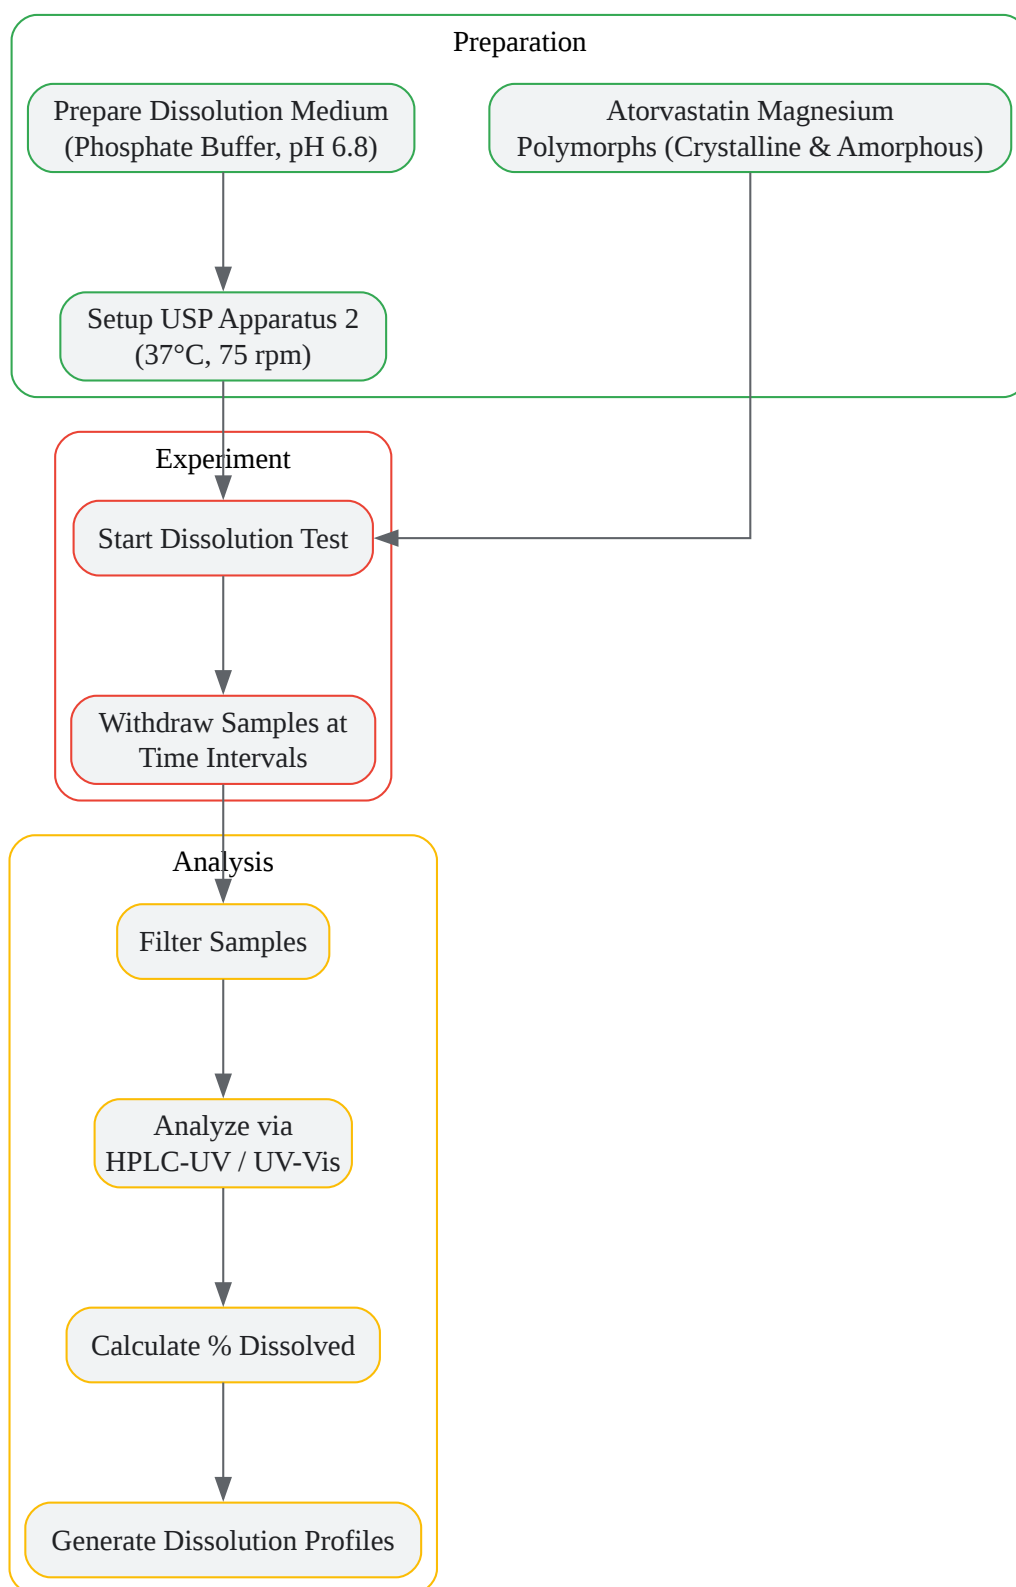 Preparation
Prepare Dissolution Medium
(Phosphate Buffer, pH 6.8)
Atorvastatin Magnesium
Polymorphs (Crystalline & Amorphous)
Setup USP Apparatus 2
(37°C, 75 rpm)
Experiment
Start Dissolution Test
Withdraw Samples at
Time Intervals
Analysis
Filter Samples
Analyze via
HPLC-UV / UV-Vis
Calculate % Dissolved
Generate Dissolution Profiles